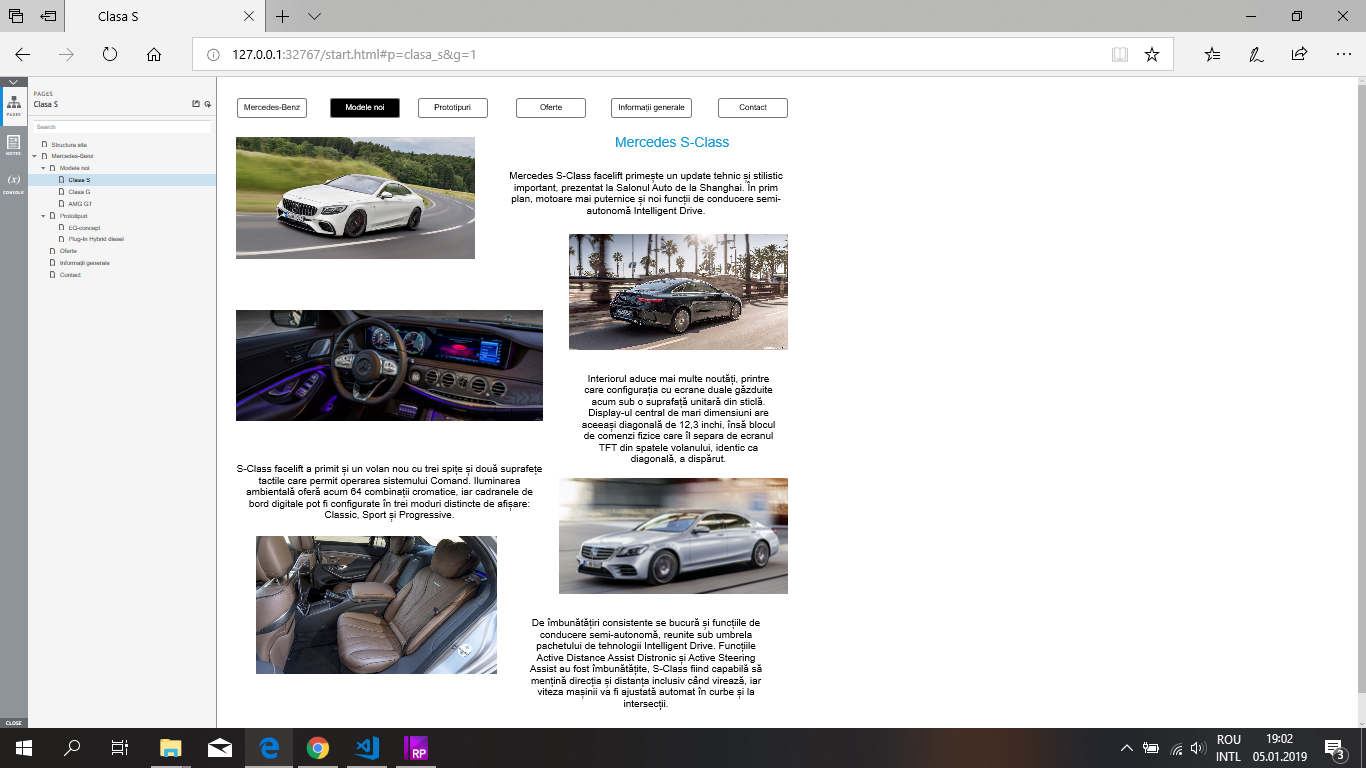 Clasa S
127.0.0.1:32767/start.html#p=clasa_s&g=1
PAGES
Clasa S
Search
PAGES
NOTES
(x)
CONSOLE
Structura site
Mercedes-Benz
Modele noi
Clasa S
Clasa G
AMG GT
Prototipuri
EQ-concept
Plug-In Hybrid diesel
Oferte
Informații generale
Contact
CLOSE
Mercedes-Benz
Modele noi
Prototipuri
Oferte
Informații generale
Contact
Mercedes S-Class
Mercedes S-Class facelift primește un update tehnic și stilistic
important, prezentat la Salonul Auto de la Shanghai. În prim
plan, motoare mai puternice și noi funcții de conducere semi-
autonomă Intelligent Drive.
Interiorul aduce mai multe noutăți, printre
care configurația cu ecrane duale găzduite
acum sub o suprafață unitară din sticlă.
Display-ul central de mari dimensiuni are
aceeași diagonală de 12,3 inchi, însă blocul
de comenzi fizice care îl separa de ecranul
TFT din spatele volanului, identic ca
diagonală, a dispărut.
S-Class facelift a primit și un volan nou cu trei spițe și două suprafețe
tactile care permit operarea sistemului Comand. Iluminarea
ambientală oferă acum 64 combinații cromatice, iar cadranele de
bord digitale pot fi configurate în trei moduri distincte de afișare:
Classic, Sport și Progressive.
De îmbunătățiri consistente se bucură și funcțiile de
conducere semi-autonomă, reunite sub umbrela
pachetului de tehnologii Intelligent Drive. Funcțiile
Active Distance Assist Distronic și Active Steering
Assist au fost îmbunătățite, S-Class fiind capabilă să
mențină direcția și distanța inclusiv când virează, iar
viteza mașinii va fi ajustată automat în curbe și la
intersecții.
RP
ROU
INTL
19:02
05.01.2019
3